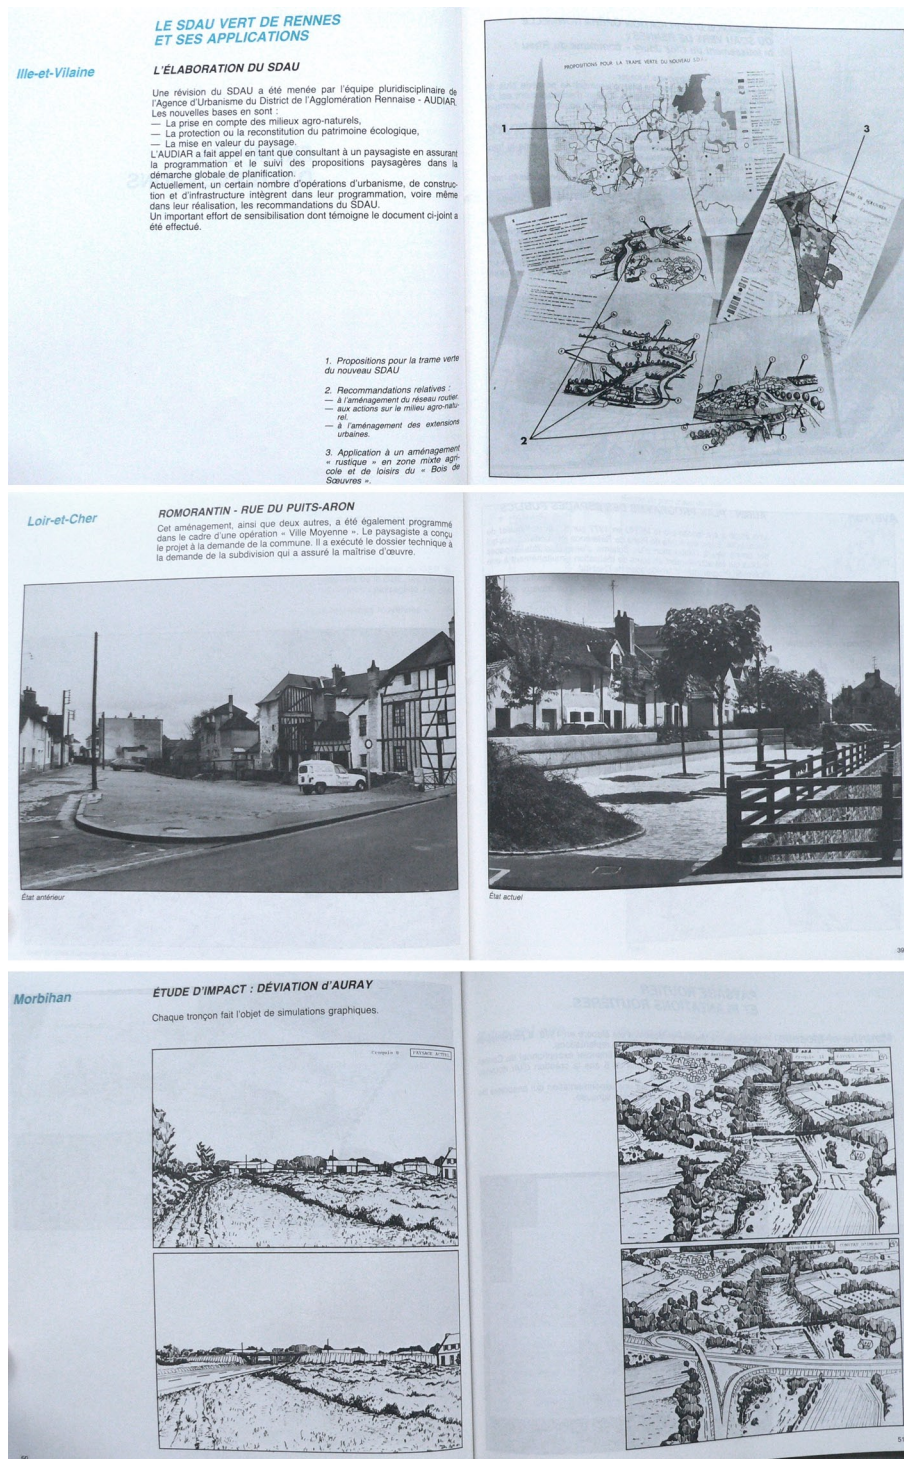 LE SDAU VERT DE RENNES
ET SES APPLICATIONS
Ille-et-Vilaine
L'ÉLABORATION DU SDAU
Une révision du SDAU a été menée par l'équipe pluridisciplinaire de
l'Agence d'Urbanisme du District de l'Agglomération Rennaise - AUDIAR.
Les nouvelles bases en sont :
— La prise en compte des milieux agro-naturels,
— La protection ou la reconstitution du patrimoine écologique,
— La mise en valeur du paysage.
L'AUDIAR a fait appel en tant que consultant à un paysagiste en assurant
la programmation et le suivi des propositions paysagères dans la
démarche globale de planification.
Actuellement, un certain nombre d'opérations d'urbanisme, de construc-
tion et d'infrastructure intègrent dans leur programmation, voire même
dans leur réalisation, les recommandations du SDAU.
Un important effort de sensibilisation dont témoigne le document ci-joint a
été effectué.
1. Propositions pour la trame verte
du nouveau SDAU
2. Recommandations relatives :
— à l'aménagement du réseau routier.
— aux actions sur le milieu agro-natu-
rel.
— à l'aménagement des extensions
urbaines.
3. Application à un aménagement
« rustique » en zone mixte agri-
cole et de loisirs du « Bois de
Sœuvres ».
PROPOSITIONS POUR LA TRAME VERTE DU NOUVEAU
1
3
2
Loir-et-Cher
ROMORANTIN - RUE DU PUITS-ARON
Cet aménagement, ainsi que deux autres, a été également programmé
dans le cadre d'une opération « Ville Moyenne ». Le paysagiste a conçu
le projet à la demande de la commune. Il a exécuté le dossier technique à
la demande de la subdivision qui a assuré la maîtrise d'œuvre.
État antérieur
État actuel
39
Morbihan
ÉTUDE D'IMPACT : DÉVIATION d'AURAY
Chaque tronçon fait l'objet de simulations graphiques.
PAYSAGE ACTUEL
50
51